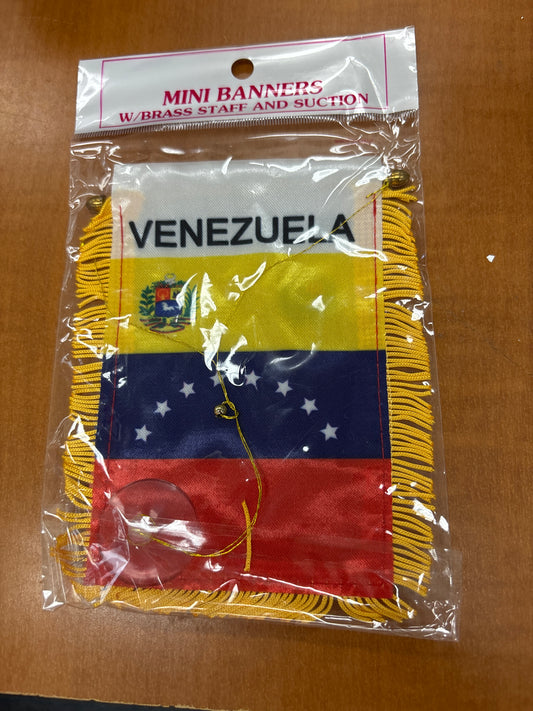 MINI BANNERS
W/BRASS STAFF AND SUCTION
VENEZUELA